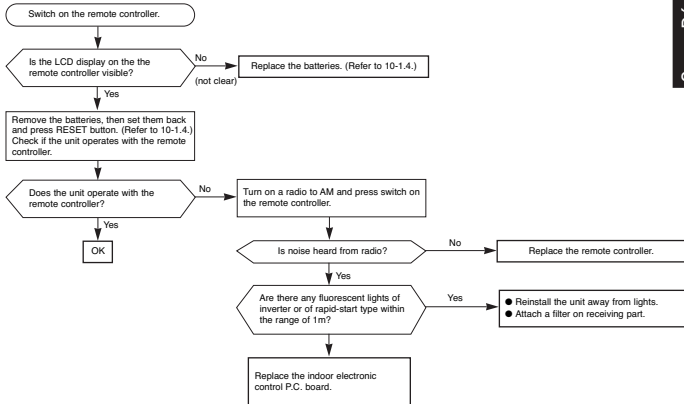 Switch on the remote controller.
Is the LCD display on the the
remote controller visible?
No
(not clear)
Replace the batteries. (Refer to 10-1.4.)
Yes
Remove the batteries, then set them back
and press RESET button. (Refer to 10-1.4.)
Check if the unit operates with the remote
controller.
Does the unit operate with the
remote controller?
No
Turn on a radio to AM and press switch on
the remote controller.
Yes
OK
Is noise heard from radio?
No
Replace the remote controller.
Yes
Are there any fluorescent lights of
inverter or of rapid-start type within
the range of 1m?
Yes
● Reinstall the unit away from lights.
● Attach a filter on receiving part.
Replace the indoor electronic
control P.C. board.